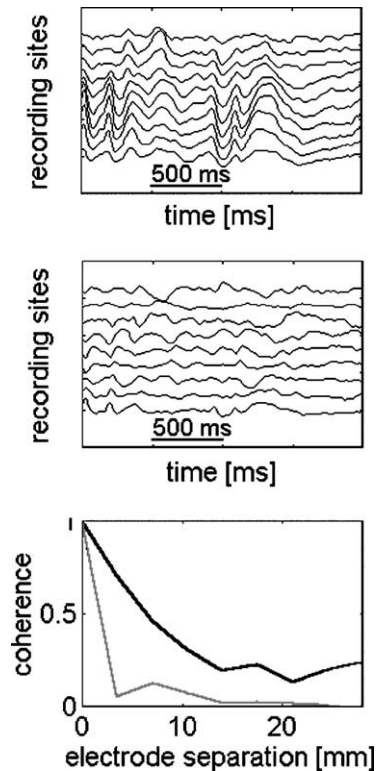 recording sites
500 ms
time [ms]
recording sites
500 ms
time [ms]
coherence
1
0.5
0
0 10 20
electrode separation [mm]